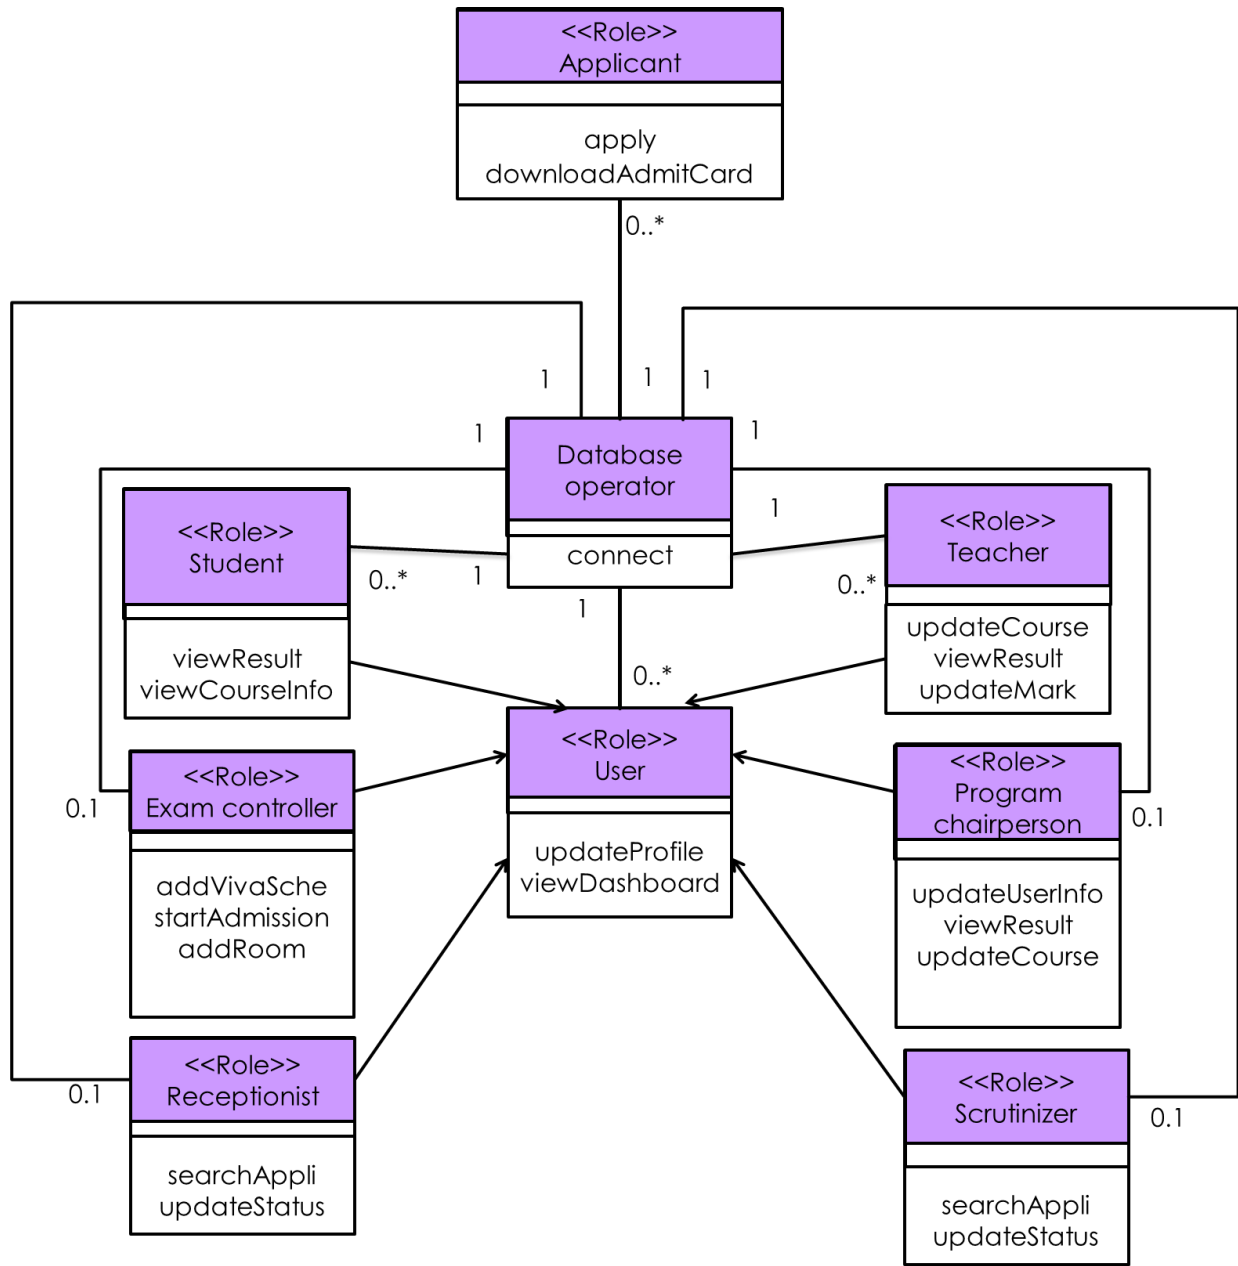 <<Role>>
Applicant
apply
downloadAdmitCard
0..*
1
1
1
1
1
Database
operator
connect
<<Role>>
Student
viewResult
viewCourseInfo
0..*
1
1
1
<<Role>>
Teacher
updateCourse
viewResult
updateMark
0..*
0..*
<<Role>>
User
updateProfile
viewDashboard
<<Role>>
Exam controller
addVivaSche
startAdmission
addRoom
0.1
<<Role>>
Program
chairperson
updateUserInfo
viewResult
updateCourse
0.1
<<Role>>
Receptionist
searchAppli
updateStatus
0.1
<<Role>>
Scrutinizer
searchAppli
updateStatus
0.1